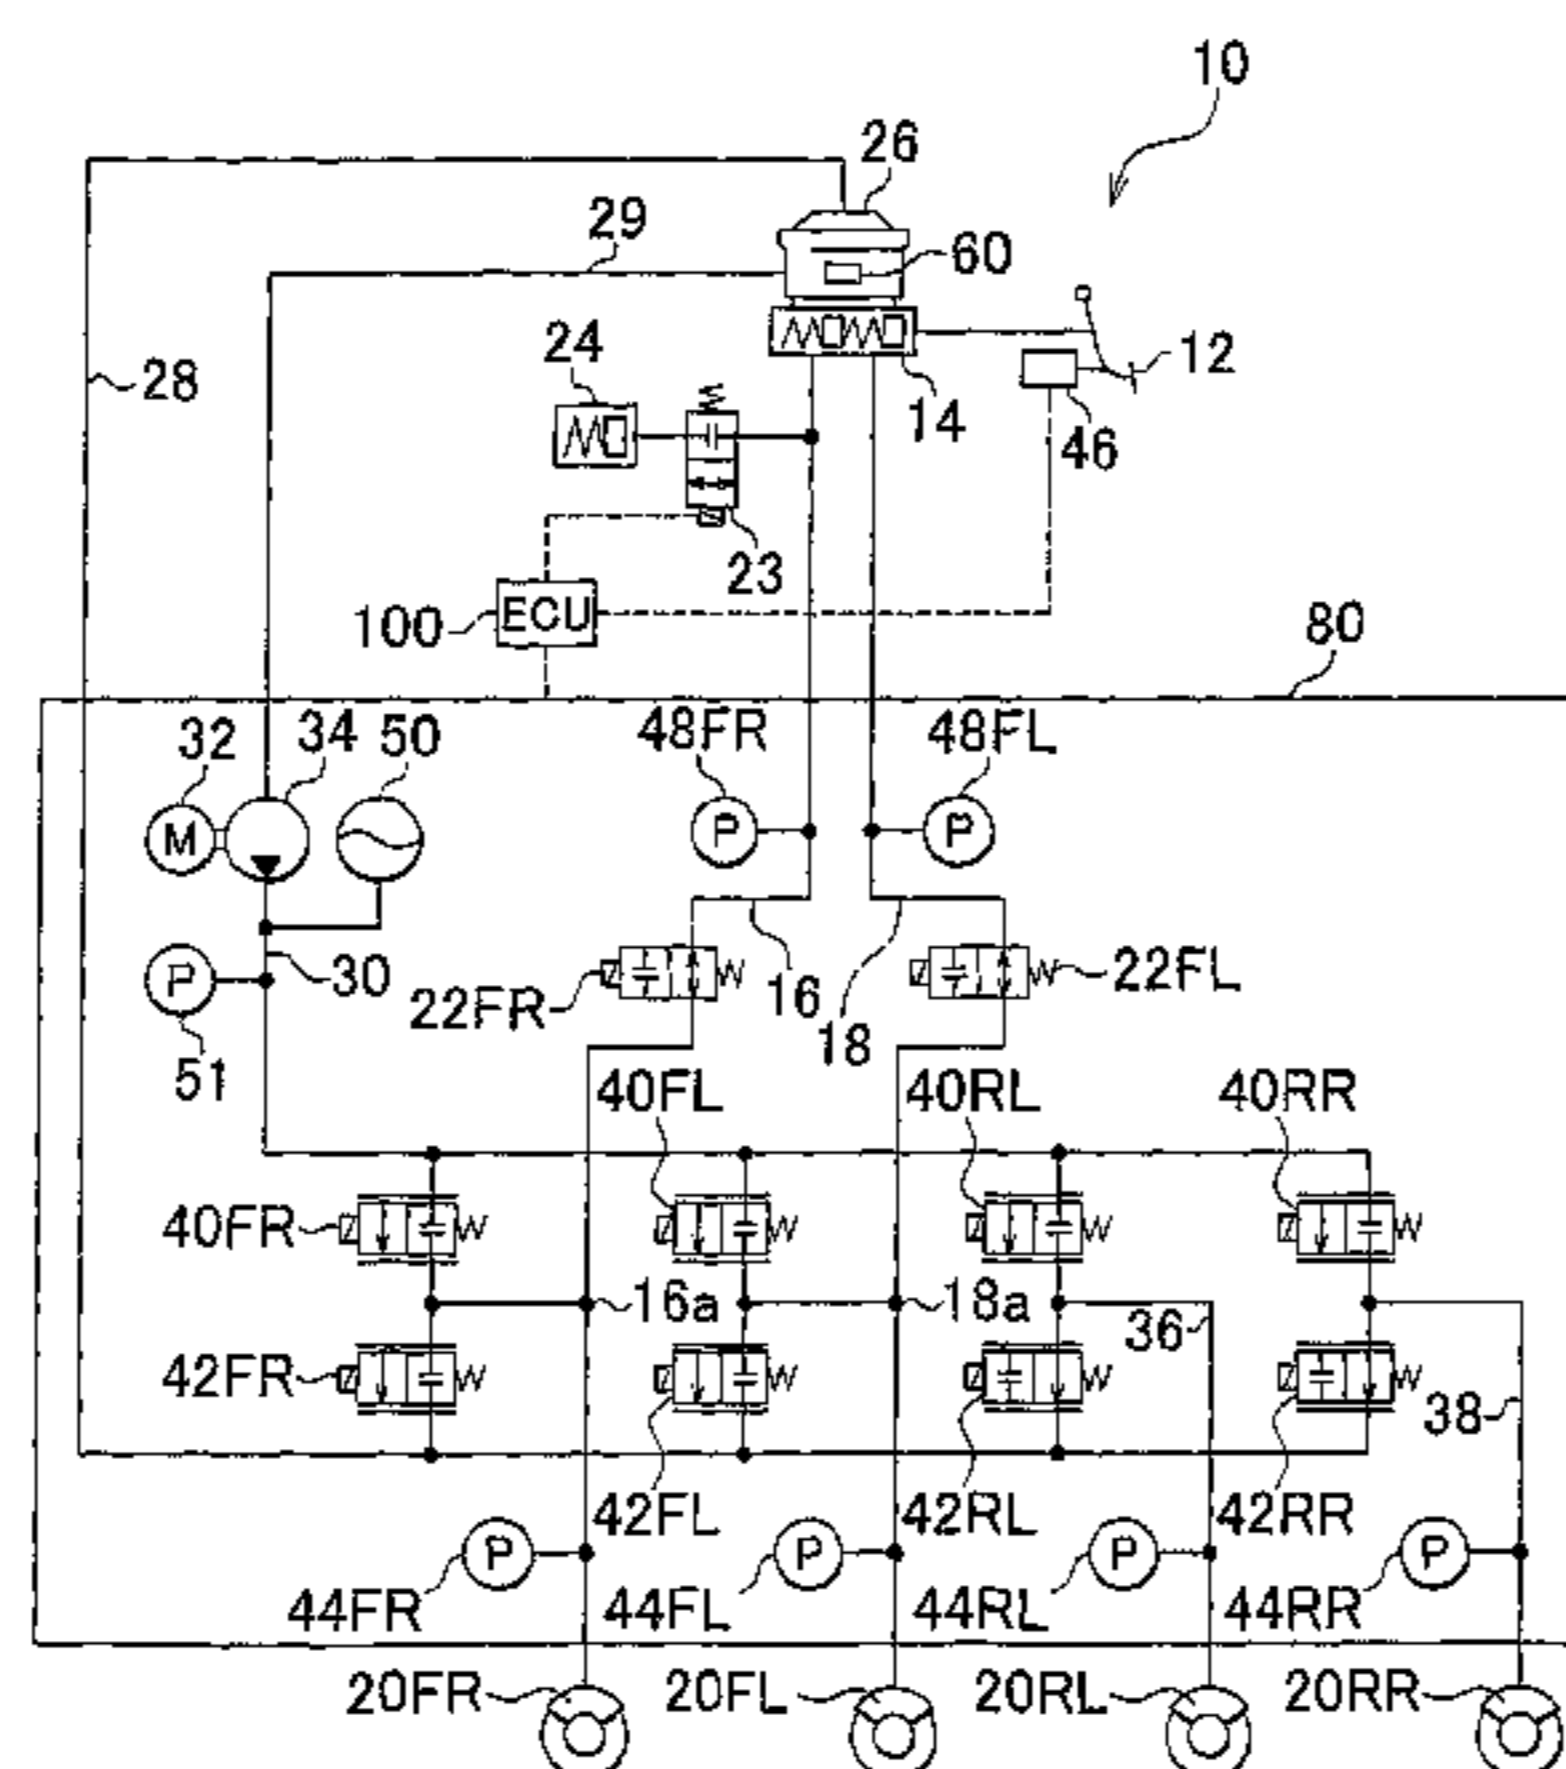 10
26
29
60
24
12
28
14
46
23
100 ECU
80
32 34 50 48FR 48FL
M P P
P 30 22FR 16 18 22FL
51
40FL 40RL 40RR
40FR
16a 18a 36
42FR
38
42FL 42RL 42RR
P P P P
44FR 44FL 44RL 44RR
20FR 20FL 20RL 20RR